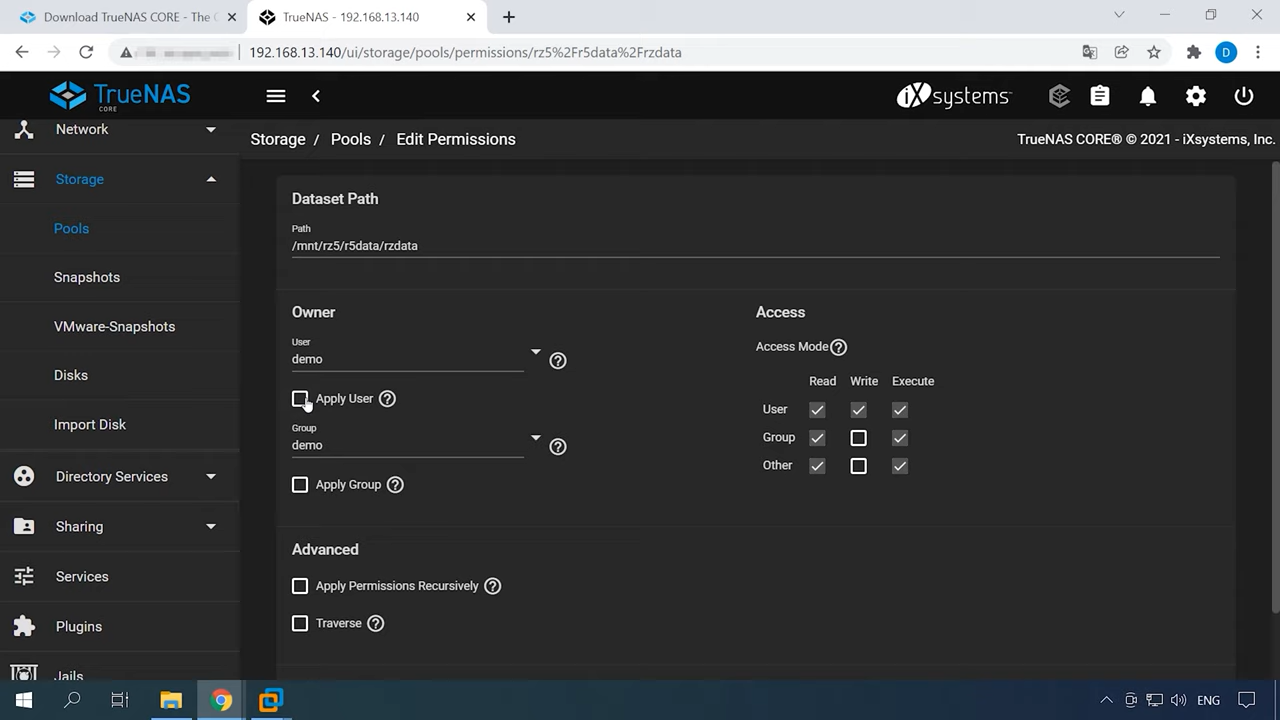 Download TrueNAS CORE - The C
TrueNAS - 192.168.13.140
192.168.13.140/ui/storage/pools/permissions/rz5%2Fr5data%2Frzdata
D
TrueNAS
CORE
iXsystems
Network
Storage / Pools / Edit Permissions
TrueNAS CORE® © 2021 - iXsystems, Inc.
Storage
Pools
Snapshots
VMware-Snapshots
Disks
Import Disk
Directory Services
Sharing
Services
Plugins
Jails
Dataset Path
Path
/mnt/rz5/r5data/rzdata
Owner
User
demo
Apply User
Group
demo
Apply Group
Access
Access Mode
Read Write Execute
User
Group
Other
Advanced
Apply Permissions Recursively
Traverse
ENG